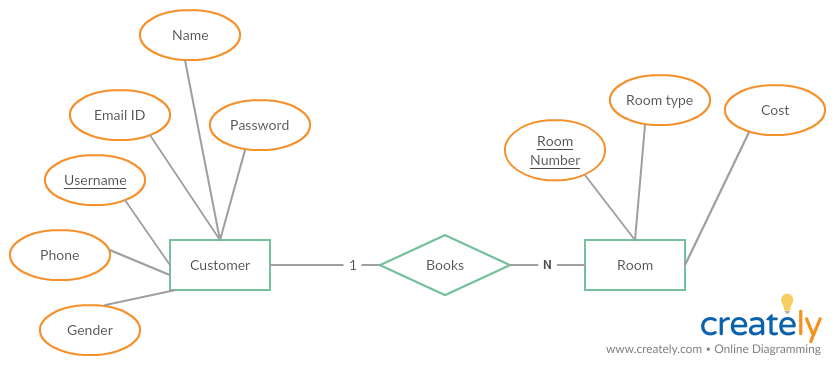 Name
Email ID
Password
Username
Phone
Gender
Customer
1
Books
N
Room
Room
Number
Room type
Cost
creately
www.creately.com • Online Diagramming